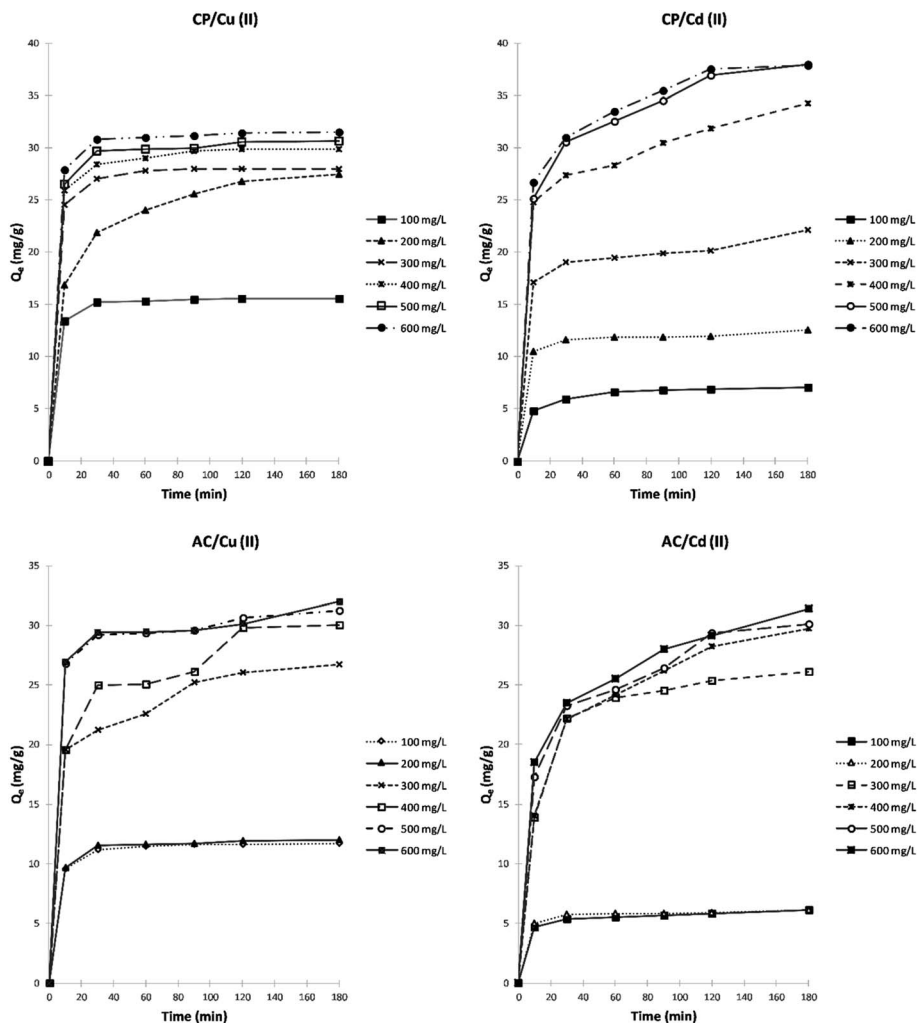 CP/Cu (II)
40
35
30
25
20
15
10
5
0
Qe (mg/g)
0 20 40 60 80 100 120 140 160 180
Time (min)
100 mg/L
200 mg/L
300 mg/L
400 mg/L
500 mg/L
600 mg/L
CP/Cd (II)
40
35
30
25
20
15
10
5
0
Qe (mg/g)
0 20 40 60 80 100 120 140 160 180
Time (min)
100 mg/L
200 mg/L
300 mg/L
400 mg/L
500 mg/L
600 mg/L
AC/Cu (II)
35
30
25
20
15
10
5
0
Qe (mg/g)
0 20 40 60 80 100 120 140 160 180
Time (min)
100 mg/L
200 mg/L
300 mg/L
400 mg/L
500 mg/L
600 mg/L
AC/Cd (II)
35
30
25
20
15
10
5
0
Qe (mg/g)
0 20 40 60 80 100 120 140 160 180
Time (min)
100 mg/L
200 mg/L
300 mg/L
400 mg/L
500 mg/L
600 mg/L